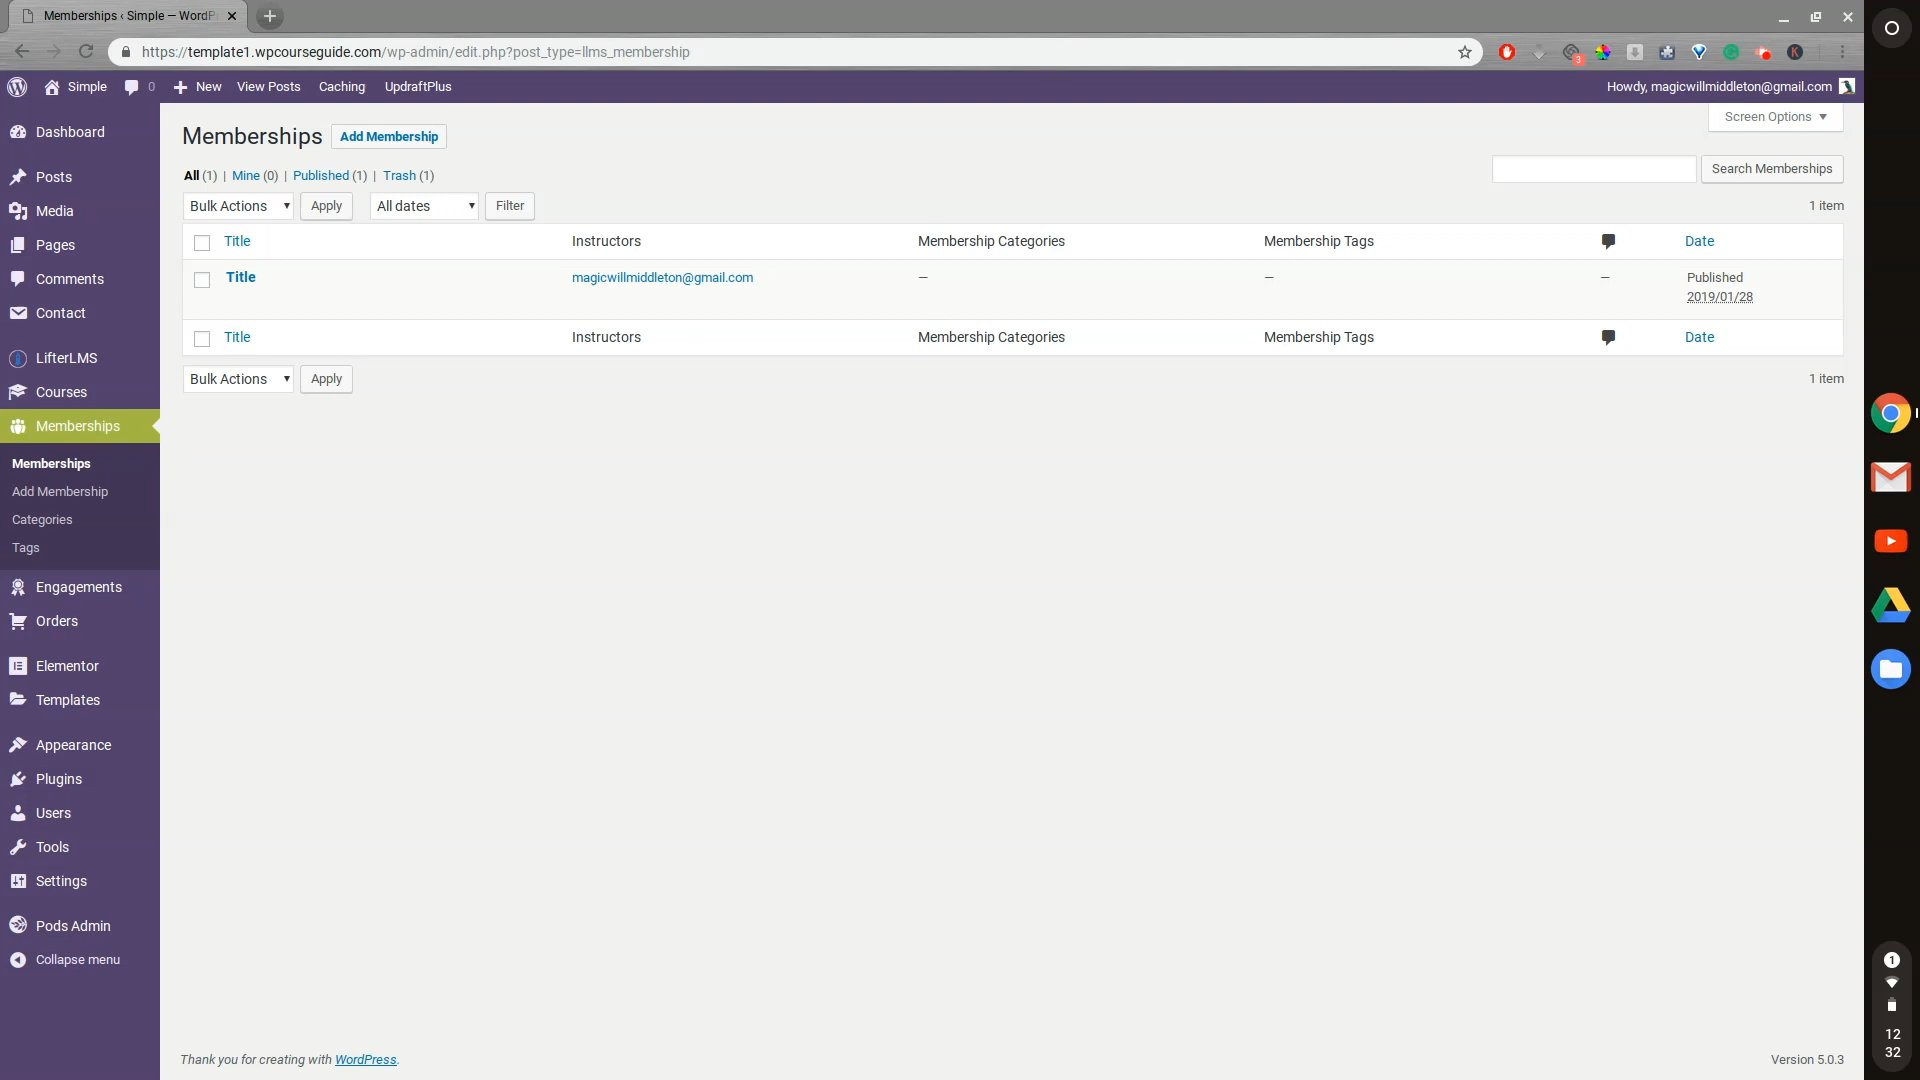 Memberships ‹ Simple — WordP
https://template1.wpcourseguide.com/wp-admin/edit.php?post_type=llms_membership
3
K
Simple
0
New
View Posts
Caching
UpdraftPlus
Howdy, magicwillmiddleton@gmail.com
Dashboard
Posts
Media
Pages
Comments
Contact
LifterLMS
Courses
Memberships
Memberships
Add Membership
Categories
Tags
Engagements
Orders
Elementor
Templates
Appearance
Plugins
Users
Tools
Settings
Pods Admin
Collapse menu
Memberships
Add Membership
Screen Options
All (1) | Mine (0) | Published (1) | Trash (1)
Search Memberships
Bulk Actions
Apply
All dates
Filter
1 item
Title Instructors Membership Categories Membership Tags Date
Title magicwillmiddleton@gmail.com — — — Published
2019/01/28
Title Instructors Membership Categories Membership Tags Date
Bulk Actions
Apply
1 item
Thank you for creating with WordPress.
Version 5.0.3
1
12
32